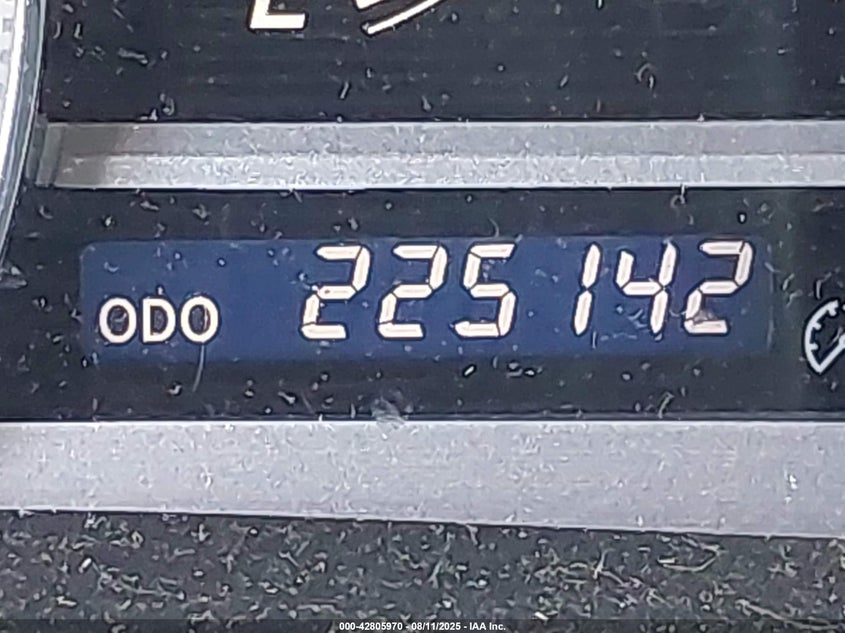 E
ODO 225142
000-42805970 - 08/11/2025 - IAA Inc.